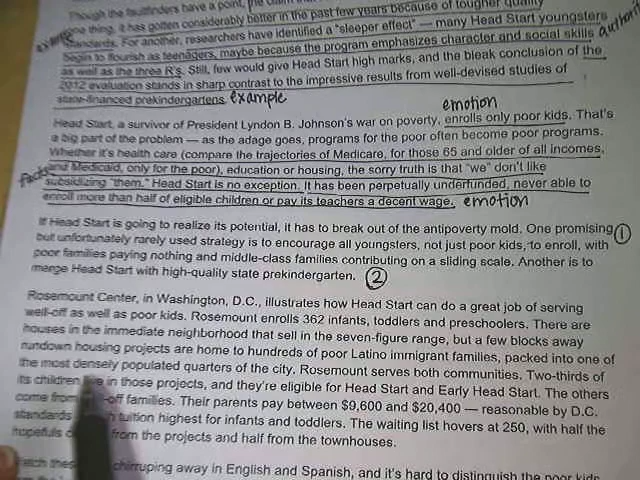 Though the faultfinders have a point, the claim that
thing, it has gotten considerably better in the past few years because of tougher quality
standards. For another, researchers have identified a "sleeper effect" — many Head Start youngsters
begin to flourish as teenagers, maybe because the program emphasizes character and social skills
as well as the three R's. Still, few would give Head Start high marks, and the bleak conclusion of the
2012 evaluation stands in sharp contrast to the impressive results from well-devised studies of
state-financed prekindergartens. example
emotion
Head Start, a survivor of President Lyndon B. Johnson's war on poverty, enrolls only poor kids. That's
a big part of the problem — as the adage goes, programs for the poor often become poor programs.
Whether it's health care (compare the trajectories of Medicare, for those 65 and older of all incomes,
Facts and Medicaid, only for the poor), education or housing, the sorry truth is that "we" don't like
subsidizing "them." Head Start is no exception. It has been perpetually underfunded, never able to
enroll more than half of eligible children or pay its teachers a decent wage. emotion
If Head Start is going to realize its potential, it has to break out of the antipoverty mold. One promising 1
but unfortunately rarely used strategy is to encourage all youngsters, not just poor kids, to enroll, with
poor families paying nothing and middle-class families contributing on a sliding scale. Another is to
merge Head Start with high-quality state prekindergarten. 2
Rosemount Center, in Washington, D.C., illustrates how Head Start can do a great job of serving
well-off as well as poor kids. Rosemount enrolls 362 infants, toddlers and preschoolers. There are
houses in the immediate neighborhood that sell in the seven-figure range, but a few blocks away
rundown housing projects are home to hundreds of poor Latino immigrant families, packed into one of
the most densely populated quarters of the city. Rosemount serves both communities. Two-thirds of
its children in those projects, and they're eligible for Head Start and Early Head Start. The others
come from families. Their parents pay between $9,600 and $20,400 — reasonable by D.C.
standards tuition highest for infants and toddlers. The waiting list hovers at 250, with half the
hopefuls from the projects and half from the townhouses.
chirruping away in English and Spanish, and it's hard to distinguish the poor kids